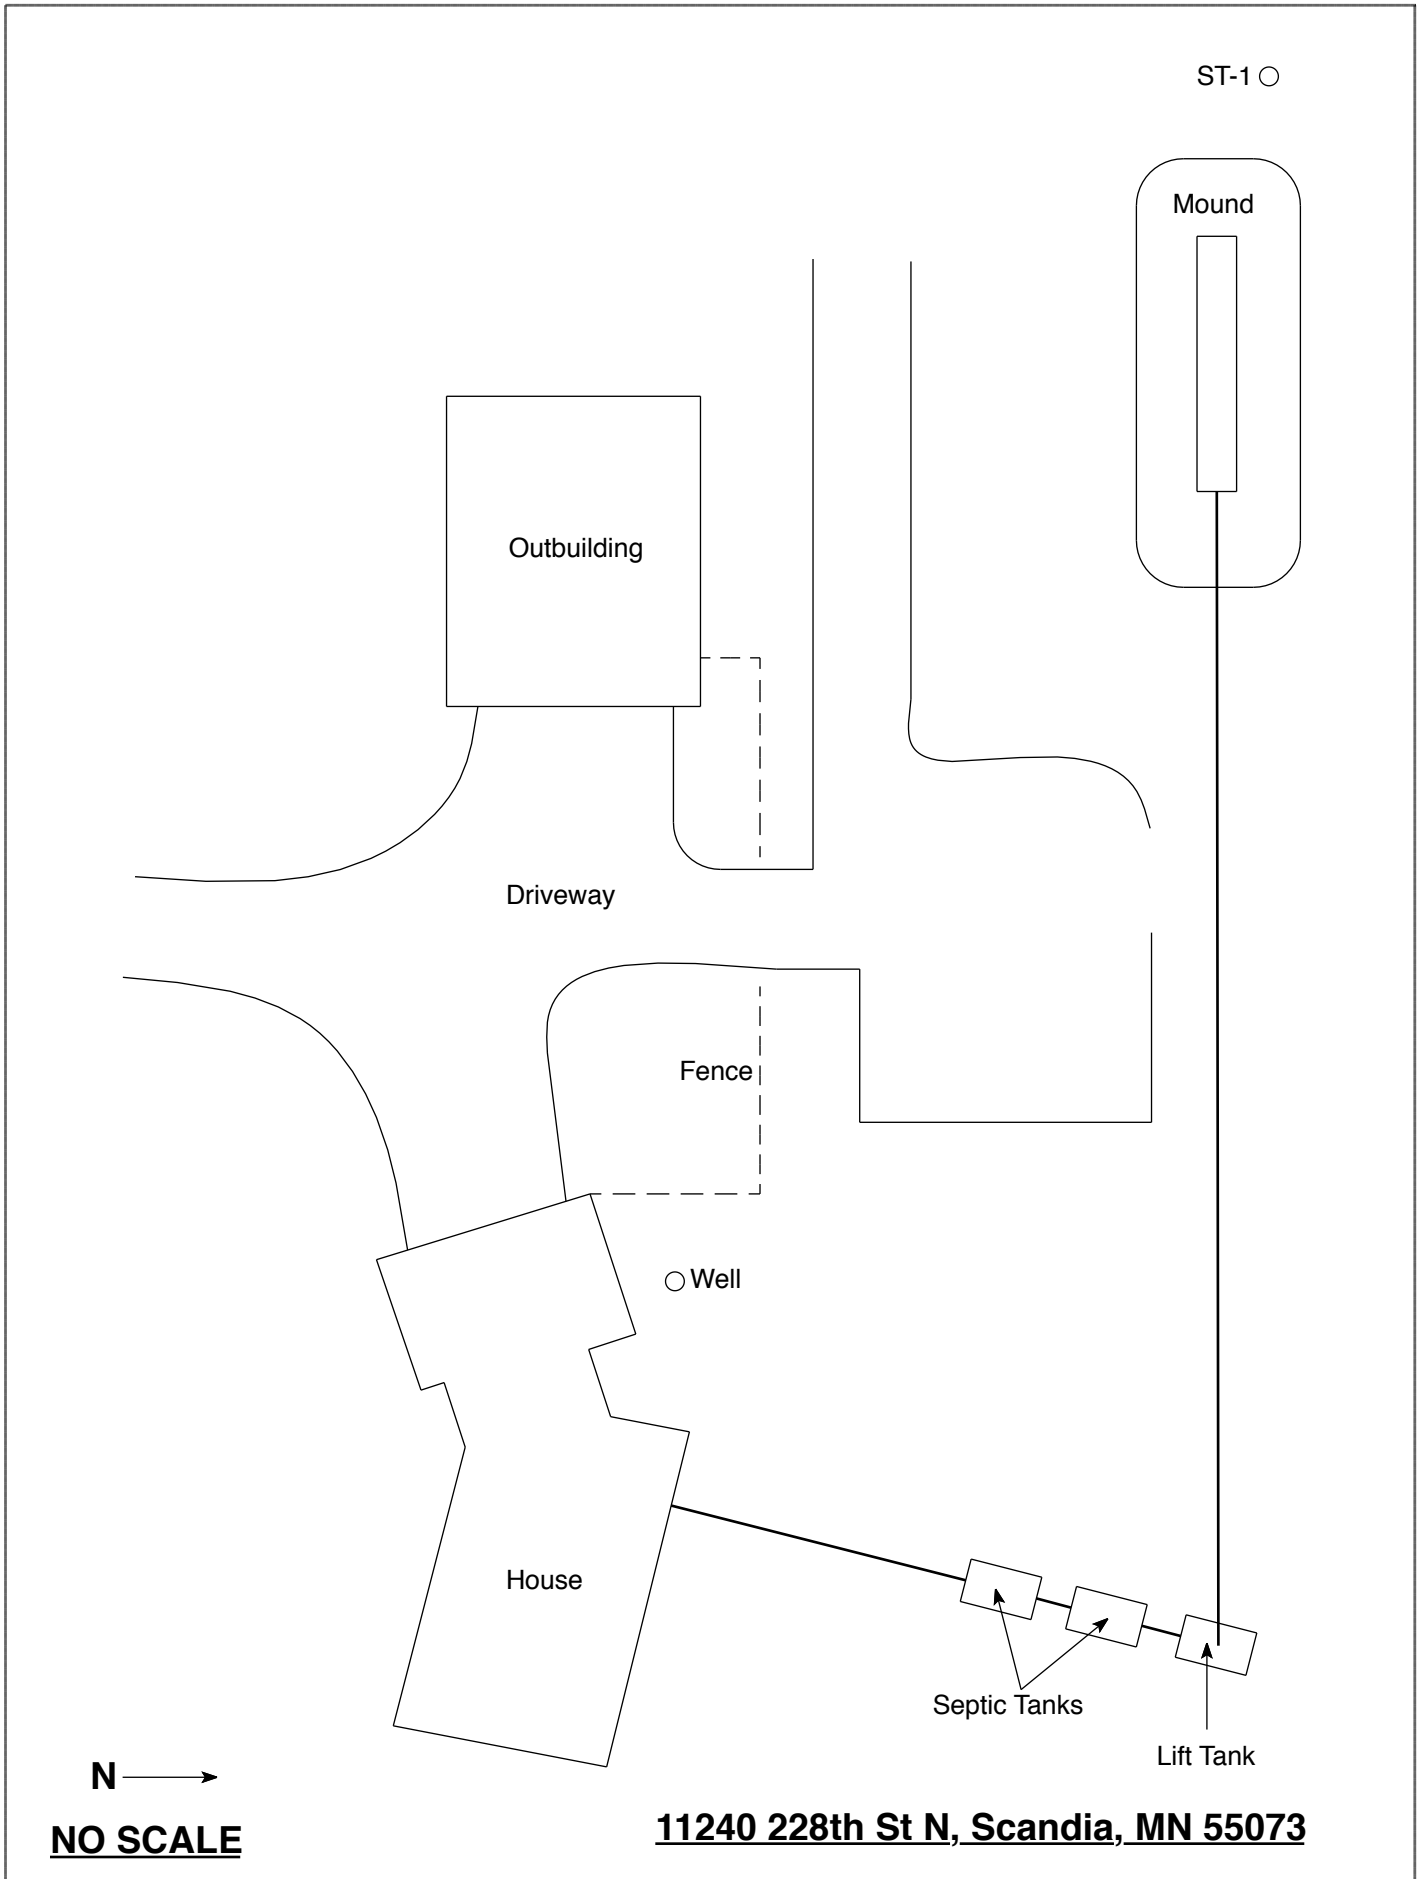 ST-1
Mound
Outbuilding
Driveway
Fence
Well
House
Septic Tanks
Lift Tank
N
NO SCALE
11240 228th St N, Scandia, MN 55073